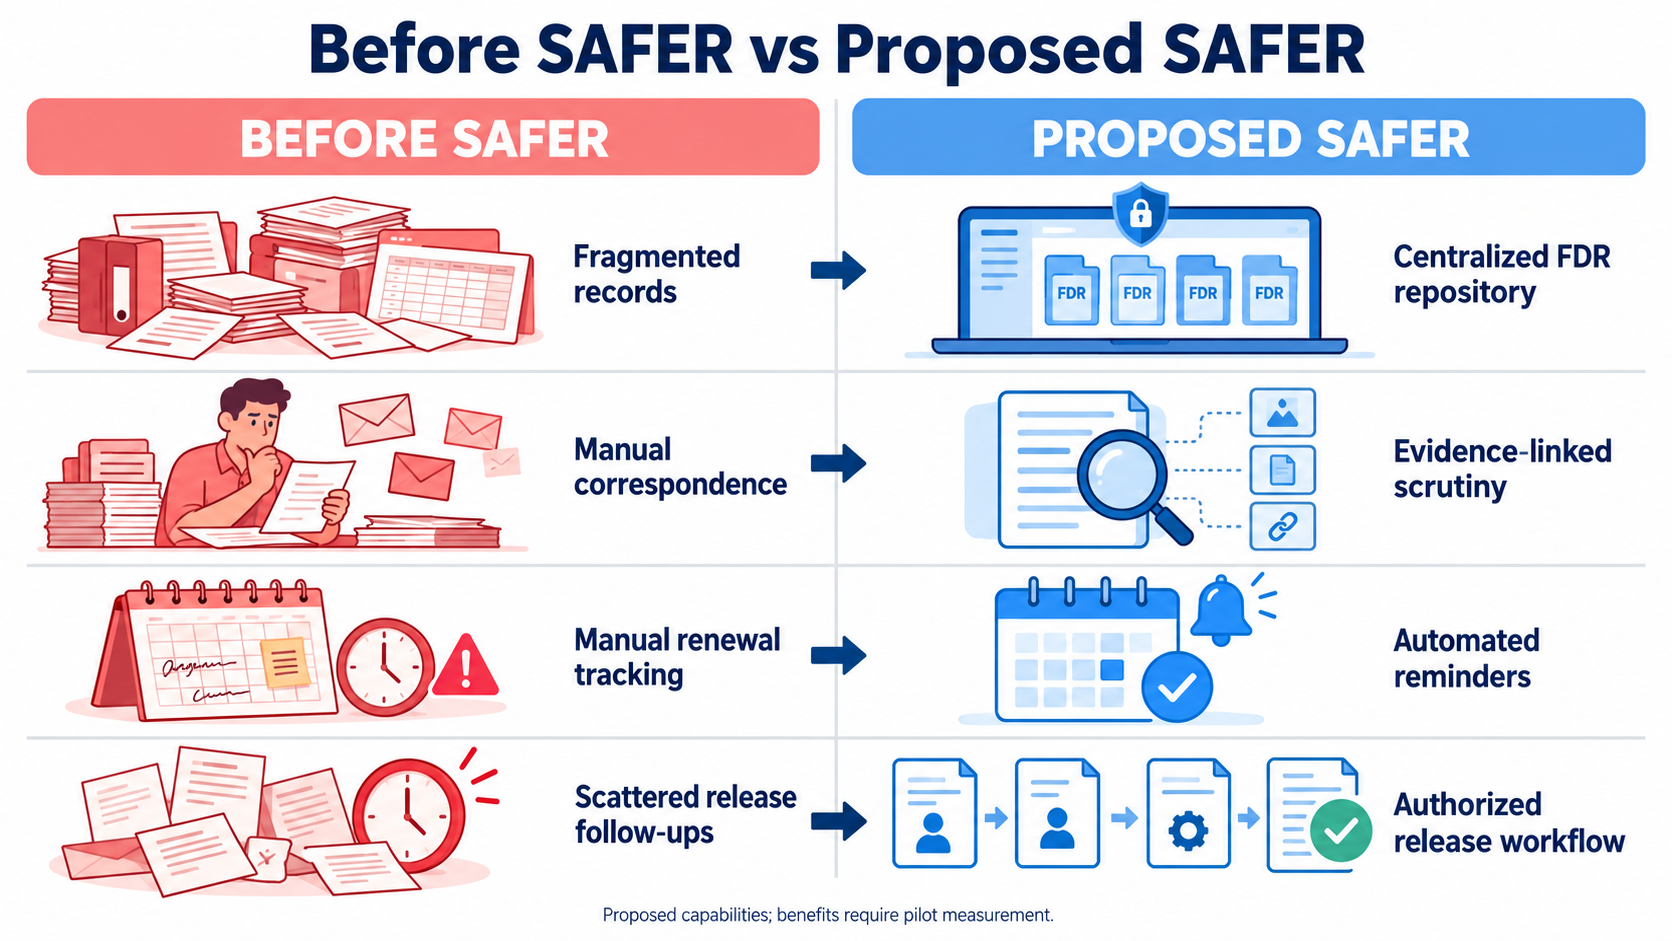 Before SAFER vs Proposed SAFER
BEFORE SAFER
PROPOSED SAFER
Fragmented
records
FDR
FDR
FDR
FDR
Centralized FDR
repository
Manual
correspondence
Evidence-linked
scrutiny
Manual renewal
tracking
Automated
reminders
Scattered release
follow-ups
Authorized
release workflow
Proposed capabilities; benefits require pilot measurement.